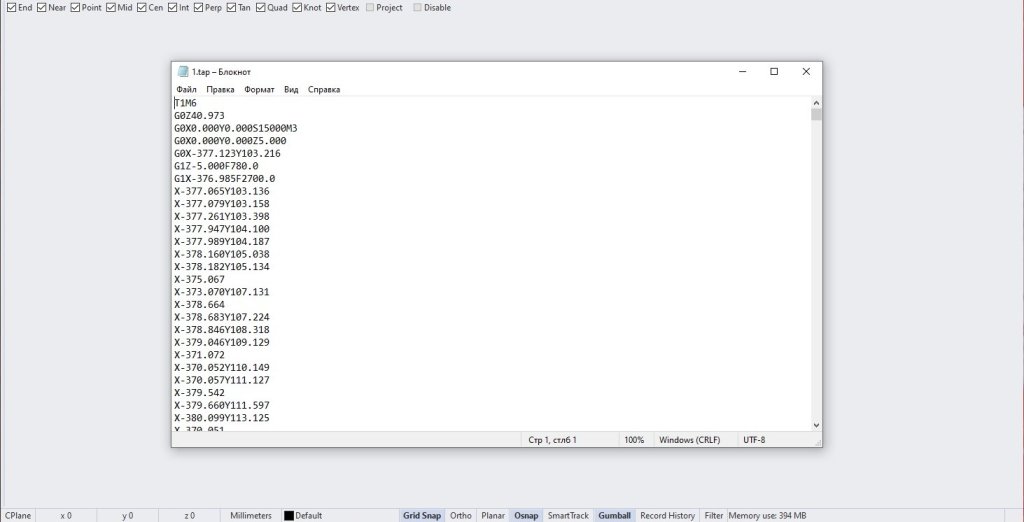 End Near Point Mid Cen Int Perp Tan Quad Knot Vertex Project Disable
1.tap – Блокнот
Файл Правка Формат Вид Справка
T1M6
G0Z40.973
G0X0.000Y0.000S15000M3
G0X0.000Y0.000Z5.000
G0X-377.123Y103.216
G1Z-5.000F780.0
G1X-376.985F2700.0
X-377.065Y103.136
X-377.079Y103.158
X-377.261Y103.398
X-377.947Y104.100
X-377.989Y104.187
X-378.160Y105.038
X-378.182Y105.134
X-375.067
X-373.070Y107.131
X-378.664
X-378.683Y107.224
X-378.846Y108.318
X-379.046Y109.129
X-371.072
X-370.052Y110.149
X-370.057Y111.127
X-379.542
X-379.660Y111.597
X-380.099Y113.125
X-370.051
Стр 1, стлб 1 100% Windows (CRLF) UTF-8
CPlane x 0 y 0 z 0 Millimeters Default Grid Snap Ortho Planar Osnap SmartTrack Gumball Record History Filter Memory use: 394 MB